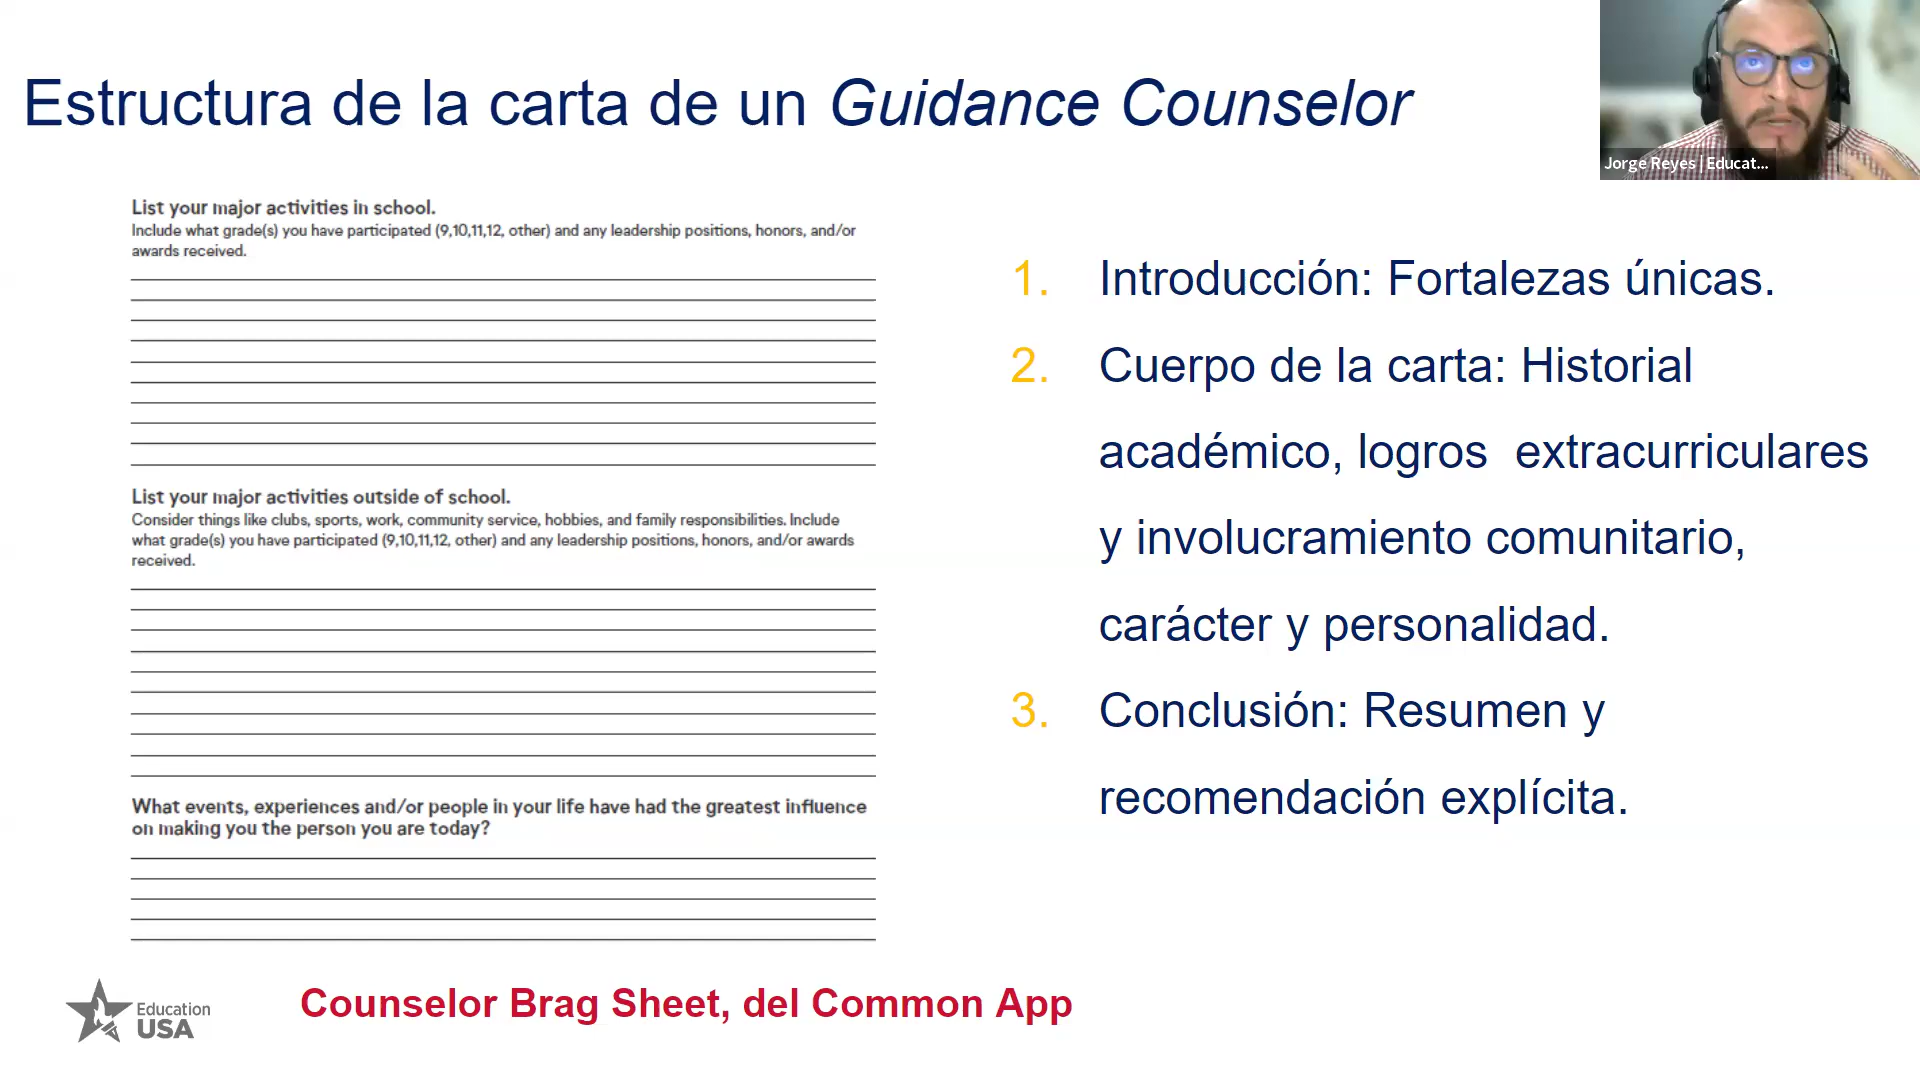 Estructura de la carta de un Guidance Counselor
Jorge Reyes | Educat...
List your major activities in school.
Include what grade(s) you have participated (9,10,11,12, other) and any leadership positions, honors, and/or
awards received.
List your major activities outside of school.
Consider things like clubs, sports, work, community service, hobbies, and family responsibilities. Include
what grade(s) you have participated (9,10,11,12, other) and any leadership positions, honors, and/or awards
received.
What events, experiences and/or people in your life have had the greatest influence
on making you the person you are today?
1. Introducción: Fortalezas únicas.
2. Cuerpo de la carta: Historial
académico, logros extracurriculares
y involucramiento comunitario,
carácter y personalidad.
3. Conclusión: Resumen y
recomendación explícita.
Education
USA
Counselor Brag Sheet, del Common App